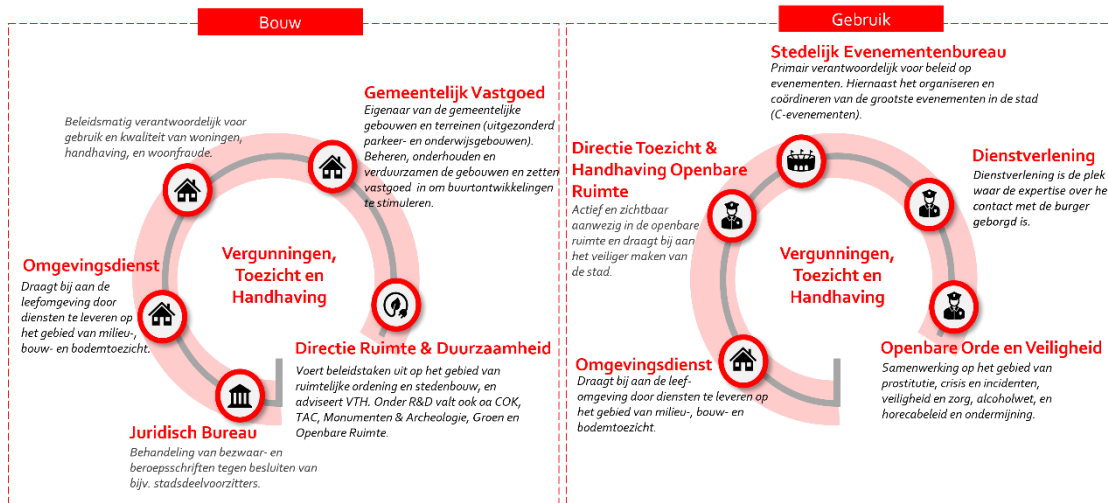 Bouw
Gemeentelijk Vastgoed
Eigenaar van de gemeentelijke
gebouwen en terreinen (uitgezonderd
parkeer- en onderwijsgebouwen).
Beheren, onderhouden en
verduurzamen de gebouwen en zetten
vastgoed in om buurtontwikkelingen
te stimuleren.
Beleidsmatig verantwoordelijk voor
gebruik en kwaliteit van woningen,
handhaving, en woonfraude.
Omgevingsdienst
Draagt bij aan de
leefomgeving door
diensten te leveren op
het gebied van milieu-,
bouw- en bodemtoezicht.
Vergunningen,
Toezicht en
Handhaving
Directie Ruimte & Duurzaamheid
Voert beleidstaken uit op het gebied van
ruimtelijke ordening en stedenbouw, en
adviseert VTH. Onder R&D valt ook oa COK,
TAC, Monumenten & Archeologie, Groen en
Openbare Ruimte.
Juridisch Bureau
Behandeling van bezwaar- en
beroepsschriften tegen besluiten van
bijv. stadsdeelvoorzitters.
Gebruik
Stedelijk Evenementenbureau
Primair verantwoordelijk voor beleid op
evenementen. Hiernaast het organiseren en
coördineren van de grootste evenementen in de stad
(C-evenementen).
Directie Toezicht &
Handhaving Openbare
Ruimte
Actief en zichtbaar
aanwezig in de openbare
ruimte en draagt bij aan
het veiliger maken van
de stad.
Dienstverlening
Dienstverlening is de plek
waar de expertise over het
contact met de burger
geborgd is.
Vergunningen,
Toezicht en
Handhaving
Omgevingsdienst
Draagt bij aan de leef-
omgeving door diensten te leveren op
het gebied van milieu-, bouw- en
bodemtoezicht.
Openbare Orde en Veiligheid
Samenwerking op het gebied van
prostitutie, crisis en incidenten,
veiligheid en zorg, alcoholwet, en
horecabeleid en ondermijning.